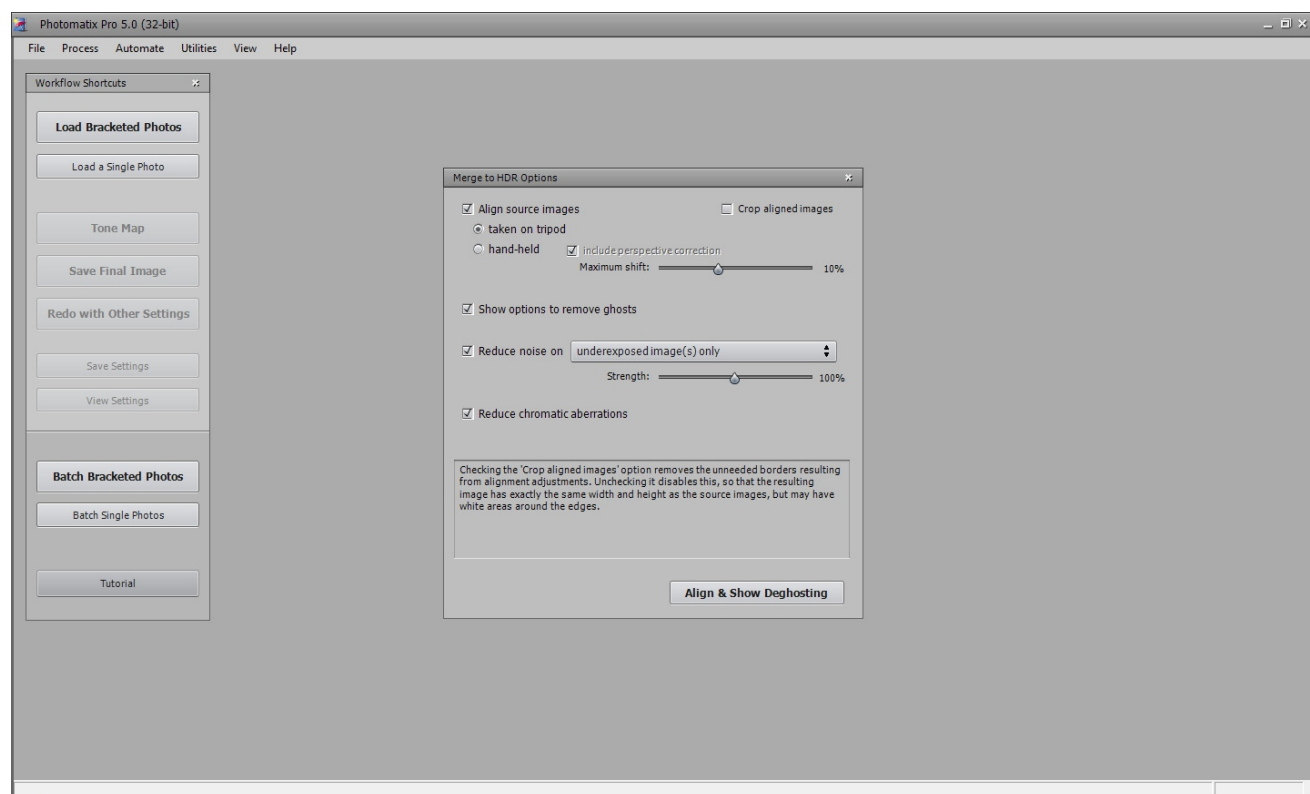 Photomatix Pro 5.0 (32-bit)
File Process Automate Utilities View Help
Workflow Shortcuts
Load Bracketed Photos
Load a Single Photo
Tone Map
Save Final Image
Redo with Other Settings
Save Settings
View Settings
Batch Bracketed Photos
Batch Single Photos
Tutorial
Merge to HDR Options
Align source images Crop aligned images
taken on tripod
hand-held include perspective correction
Maximum shift: 10%
Show options to remove ghosts
Reduce noise on underexposed image(s) only
Strength: 100%
Reduce chromatic aberrations
Checking the 'Crop aligned images' option removes the unneeded borders resulting
from alignment adjustments. Unchecking it disables this, so that the resulting
image has exactly the same width and height as the source images, but may have
white areas around the edges.
Align & Show Deghosting